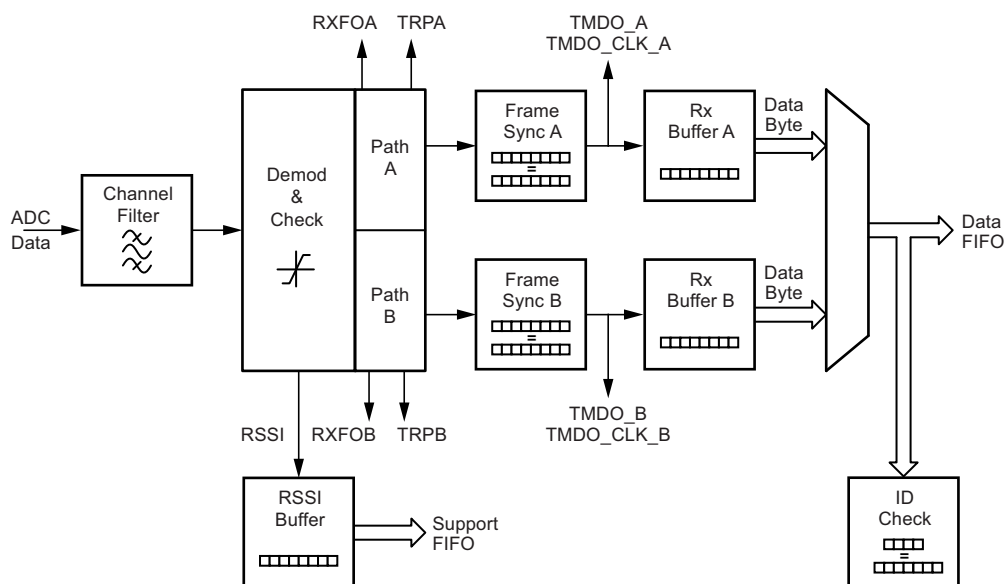 RXFOA
TRPA
TMDO_A
TMDO_CLK_A
ADC
Data
Channel
Filter
Demod
&
Check
Path
A
Path
B
Frame
Sync A
=
Rx
Buffer A
Data
Byte
Frame
Sync B
=
Rx
Buffer B
Data
Byte
Data
FIFO
RSSI
RXFOB
TRPB
TMDO_B
TMDO_CLK_B
RSSI
Buffer
Support
FIFO
ID
Check
=